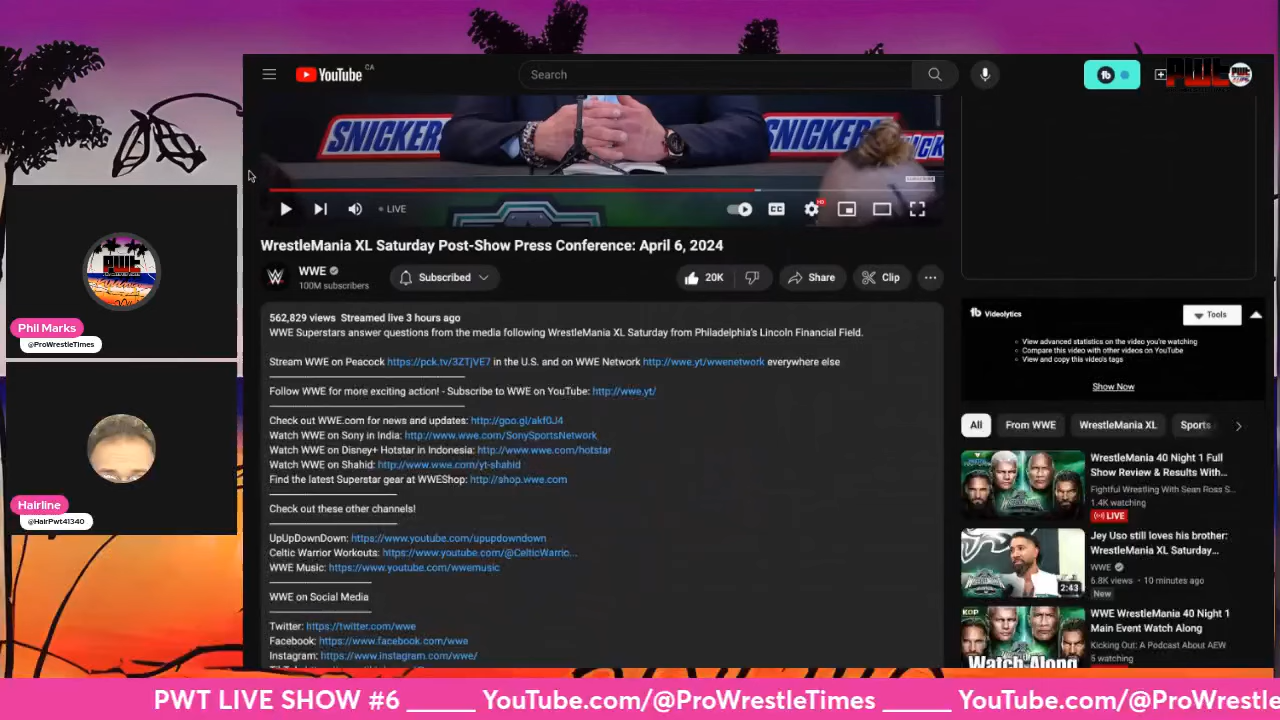 YouTube CA
Search
PWT
SNICKERS
SNICKERS
LIVE
WrestleMania XL Saturday Post-Show Press Conference: April 6, 2024
WWE
100M subscribers
Subscribed
20K
Share
Clip
562,829 views Streamed live 3 hours ago
WWE Superstars answer questions from the media following WrestleMania XL Saturday from Philadelphia's Lincoln Financial Field.
Stream WWE on Peacock https://pck.tv/3ZTjVE7 in the U.S. and on WWE Network http://wwe.yt/wwenetwork everywhere else
Follow WWE for more exciting action! - Subscribe to WWE on YouTube: http://wwe.yt/
Check out WWE.com for news and updates: http://goo.gl/akf0J4
Watch WWE on Sony in India: http://www.wwe.com/SonySportsNetwork
Watch WWE on Disney+ Hotstar in Indonesia: http://www.wwe.com/hotstar
Watch WWE on Shahid: http://www.wwe.com/yt-shahid
Find the latest Superstar gear at WWEShop: http://shop.wwe.com
Check out these other channels!
UpUpDownDown: https://www.youtube.com/upupdowndown
Celtic Warrior Workouts: https://www.youtube.com/@CelticWarrio...
WWE Music: https://www.youtube.com/wwemusic
WWE on Social Media
Twitter: https://twitter.com/wwe
Facebook: https://www.facebook.com/wwe
Instagram: https://www.instagram.com/wwe/
Videolytics
Tools
View advanced statistics on the video you're watching
Compare this video with other videos on YouTube
View and copy this video's tags
Show Now
All
From WWE
WrestleMania XL
Sports
WrestleMania 40 Night 1 Full
Show Review & Results With...
Fightful Wrestling With Sean Ross S...
1.4K watching
LIVE
Jey Uso still loves his brother:
WrestleMania XL Saturday...
WWE
6.8K views • 10 minutes ago
New
2:43
WWE WrestleMania 40 Night 1
Main Event Watch Along
Kicking Out: A Podcast About AEW
5 watching
Watch Along
PWT
Phil Marks
@ProWrestleTimes
Hairline
@HairPwt41340
PWT LIVE SHOW #6 _____ YouTube.com/@ProWrestleTimes _____ YouTube.com/@ProWrestle